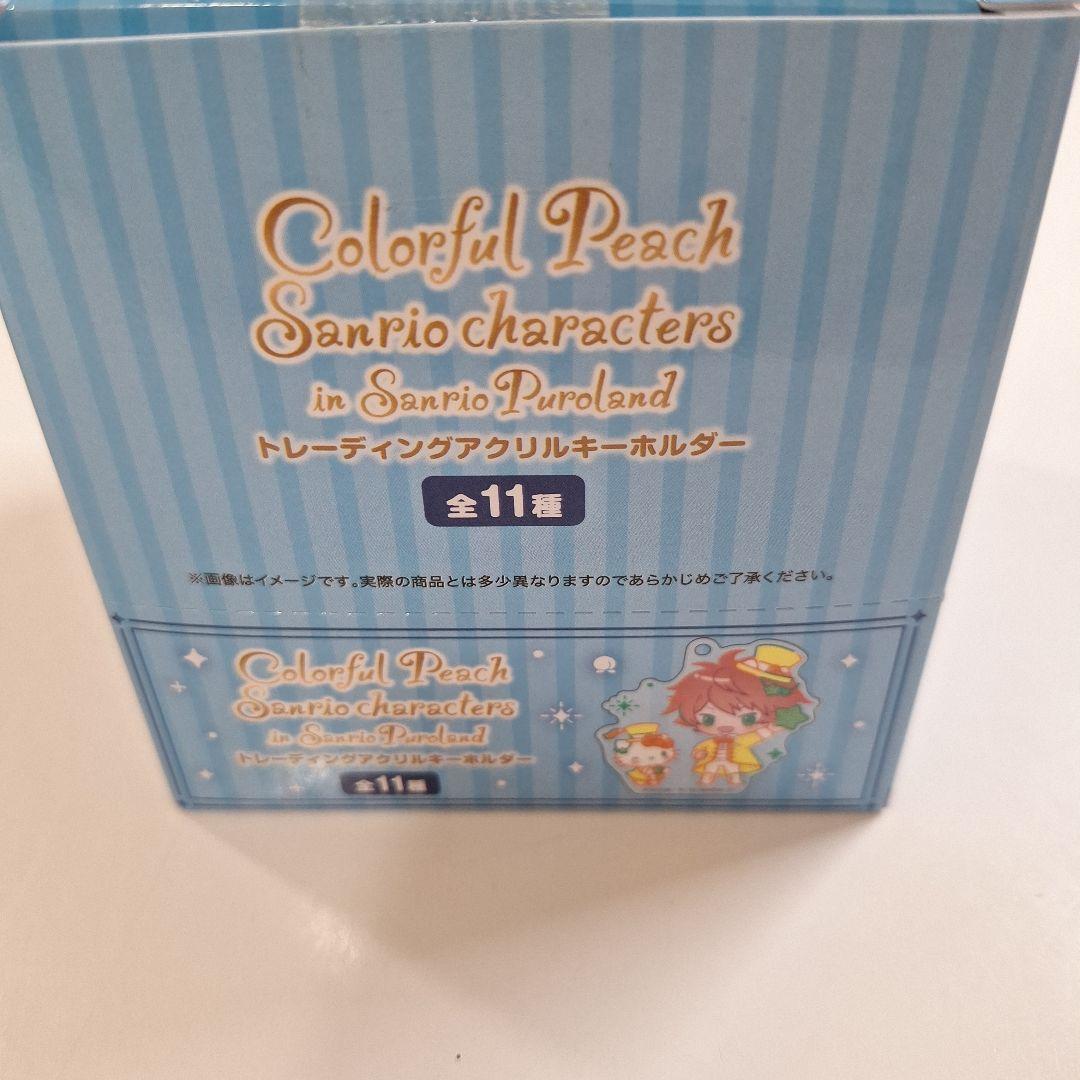 Colorful Peach
Sanrio characters
in Sanrio Puroland
トレーディングアクリルキーホルダー
全11種
※画像はイメージです。実際の商品とは多少異なりますのであらかじめご了承ください。
Colorful Peach
Sanrio characters
in Sanrio Puroland
トレーディングアクリルキーホルダー
全11種